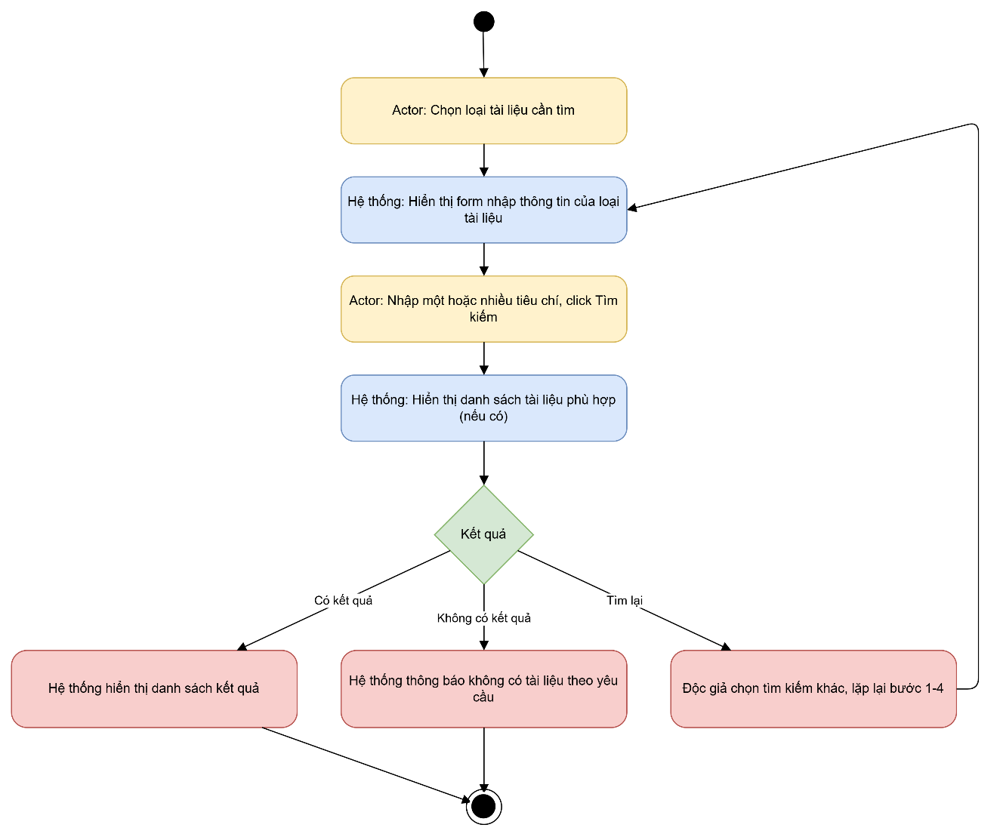 Actor: Chọn loại tài liệu cần tìm
Hệ thống: Hiển thị form nhập thông tin của loại
tài liệu
Actor: Nhập một hoặc nhiều tiêu chí, click Tìm
kiếm
Hệ thống: Hiển thị danh sách tài liệu phù hợp
(nếu có)
Kết quả
Có kết quả
Không có kết quả
Tìm lại
Hệ thống hiển thị danh sách kết quả
Hệ thống thông báo không có tài liệu theo yêu
cầu
Độc giả chọn tìm kiếm khác, lặp lại bước 1-4